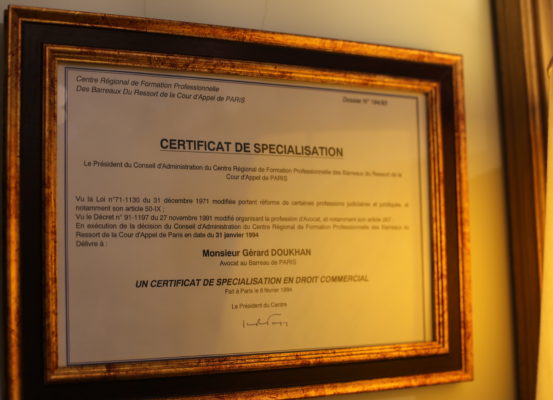 Centre Régional de Formation Professionnelle
Des Barreaux Du Ressort de la Cour d'Appel de PARIS
Dossier N°
CERTIFICAT DE SPECIALISATION
Le Président du Conseil d'Administration du Centre Régional de Formation Professionnelle des Barreaux du Ressort de la
Cour d'Appel de PARIS
Vu la Loi n°71-1130 du 31 décembre 1971 modifiée portant réforme de certaines professions judiciaires et juridiques, et
notamment son article 50-IX ;
Vu le Décret n° 91-1197 du 27 novembre 1991 modifié organisant la profession d'Avocat, et notamment son article
En exécution de la décision du Conseil d'Administration du Centre Régional de Formation Professionnelle des Barreaux du
Ressort de la Cour d'Appel de Paris en date du 31 janvier 1994
Délivre à :
Monsieur Gérard DOUKHAN
Avocat au Barreau de PARIS
UN CERTIFICAT DE SPECIALISATION EN DROIT COMMERCIAL
Fait à Paris le 8 février 1994
Le Président du Centre